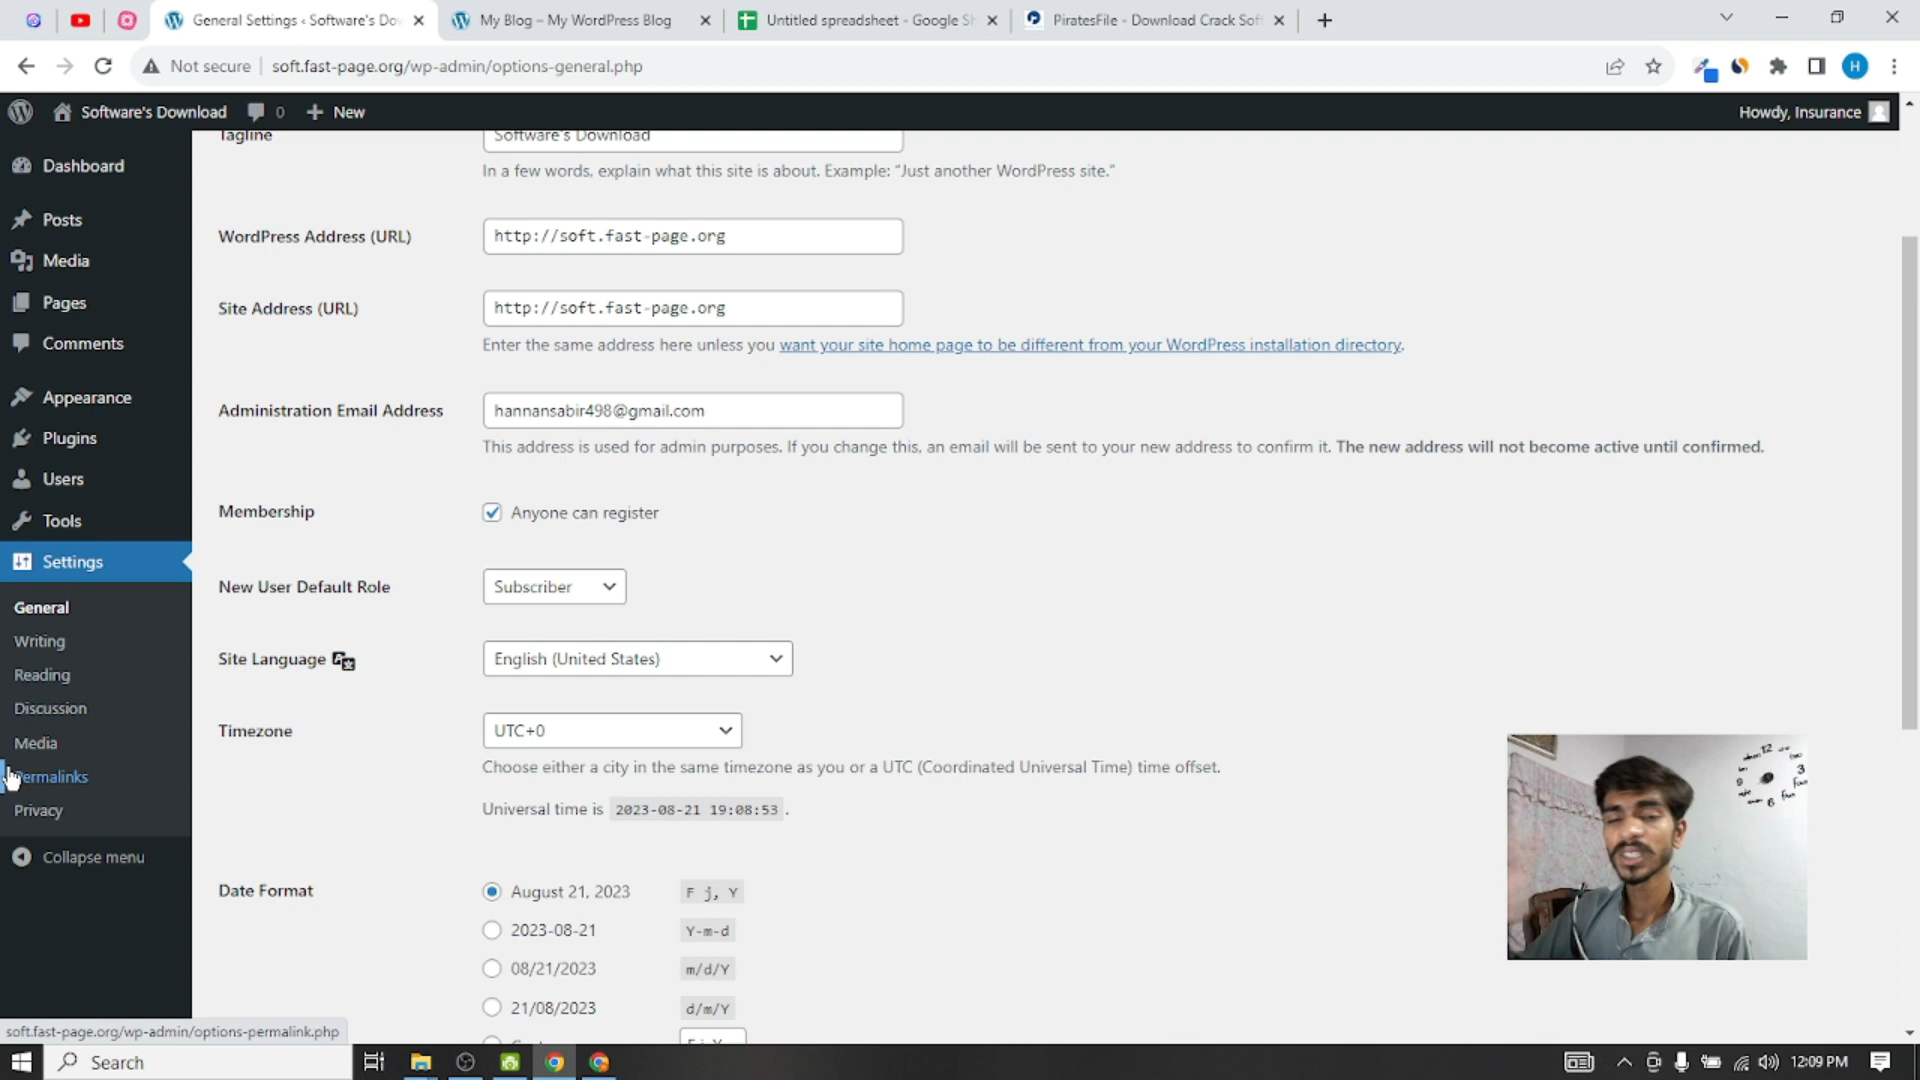 General Settings ‹ Software's Do
My Blog – My WordPress Blog
Untitled spreadsheet - Google Sh
PiratesFile - Download Crack Sof
Not secure
soft.fast-page.org/wp-admin/options-general.php
H
Software's Download
0
New
Howdy, Insurance
Dashboard
Posts
Media
Pages
Comments
Appearance
Plugins
Users
Tools
Settings
General
Writing
Reading
Discussion
Media
Permalinks
Privacy
Collapse menu
Tagline
Software's Download
In a few words, explain what this site is about. Example: “Just another WordPress site.”
WordPress Address (URL)
http://soft.fast-page.org
Site Address (URL)
http://soft.fast-page.org
Enter the same address here unless you want your site home page to be different from your WordPress installation directory.
Administration Email Address
hannansabir498@gmail.com
This address is used for admin purposes. If you change this, an email will be sent to your new address to confirm it. The new address will not become active until confirmed.
Membership
Anyone can register
New User Default Role
Subscriber
Site Language
English (United States)
Timezone
UTC+0
Choose either a city in the same timezone as you or a UTC (Coordinated Universal Time) time offset.
Universal time is 2023-08-21 19:08:53 .
Date Format
August 21, 2023
F j, Y
2023-08-21
Y-m-d
08/21/2023
m/d/Y
21/08/2023
d/m/Y
12
3
6
9
soft.fast-page.org/wp-admin/options-permalink.php
Search
12:09 PM